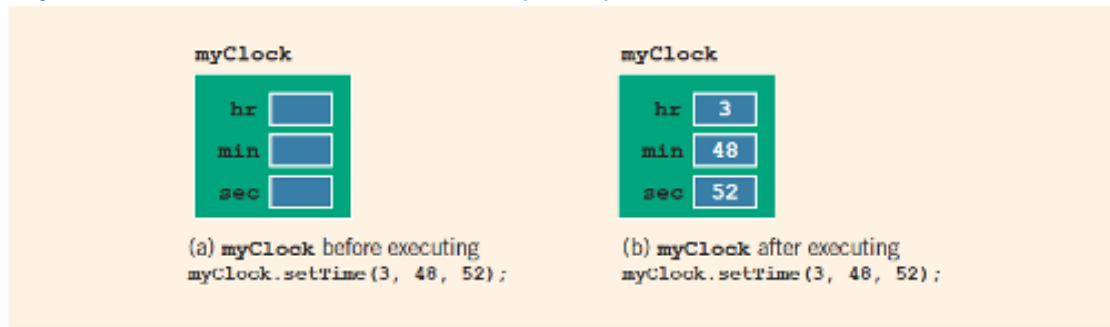 myClock
hr
min
sec
(a) myClock before executing
myClock.setTime(3, 48, 52);
myClock
hr 3
min 48
sec 52
(b) myClock after executing
myClock.setTime(3, 48, 52);